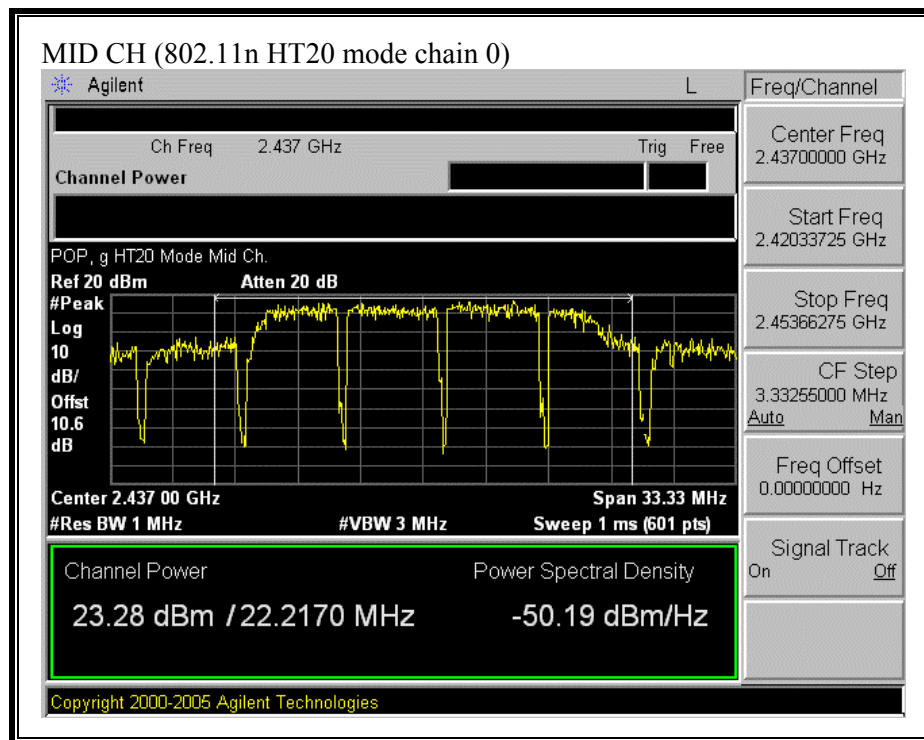 MID CH (802.11n HT20 mode chain 0)
Agilent L
Ch Freq 2.437 GHz Trig Free
Channel Power
POP, g HT20 Mode Mid Ch.
Ref 20 dBm Atten 20 dB
#Peak
Log
10
dB/
Offst
10.6
dB
Center 2.437 00 GHz Span 33.33 MHz
#Res BW 1 MHz #VBW 3 MHz Sweep 1 ms (601 pts)
Channel Power Power Spectral Density
23.28 dBm / 22.2170 MHz -50.19 dBm/Hz
Copyright 2000-2005 Agilent Technologies
Freq/Channel
Center Freq
2.43700000 GHz
Start Freq
2.42033725 GHz
Stop Freq
2.45366275 GHz
CF Step
3.33255000 MHz
Auto Man
Freq Offset
0.00000000 Hz
Signal Track
On Off